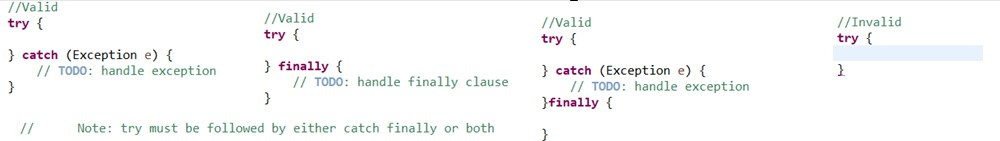 //Valid
try {
} catch (Exception e) {
// TODO: handle exception
}
//Valid
try {
} finally {
// TODO: handle finally clause
}
//Valid
try {
} catch (Exception e) {
// TODO: handle exception
}finally {
}
//Invalid
try {
}
// Note: try must be followed by either catch finally or both